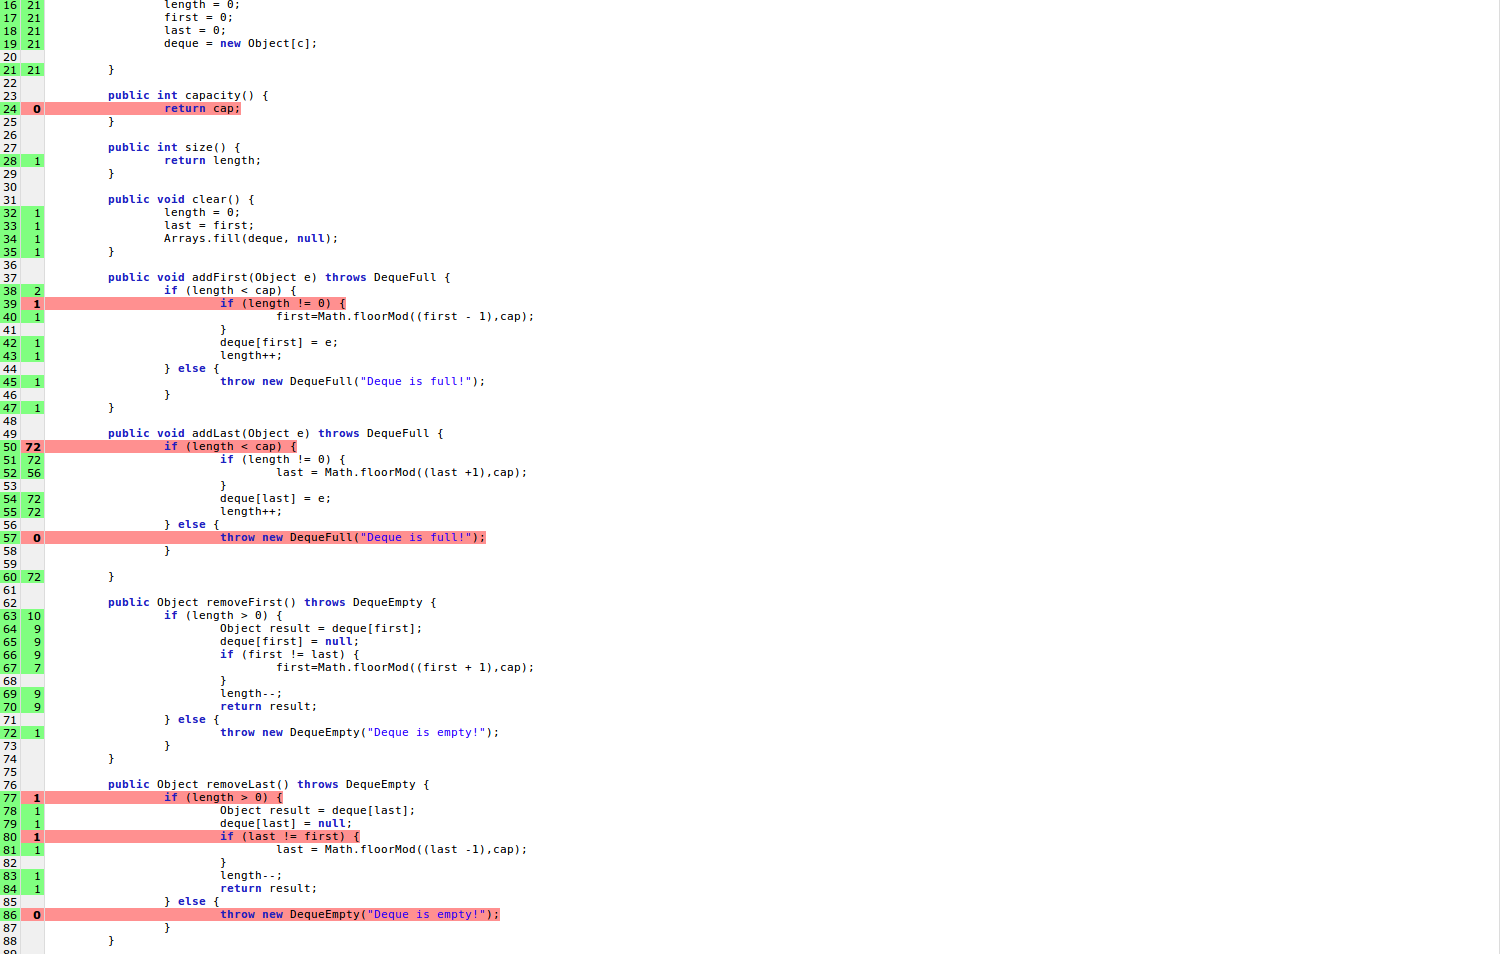 16 21 length = 0;
17 21 first = 0;
18 21 last = 0;
19 21 deque = new Object[c];
20
21 21 }
22
23 public int capacity() {
24 0 return cap;
25 }
26
27 public int size() {
28 1 return length;
29 }
30
31 public void clear() {
32 1 length = 0;
33 1 last = first;
34 1 Arrays.fill(deque, null);
35 1 }
36
37 public void addFirst(Object e) throws DequeFull {
38 2 if (length < cap) {
39 1 if (length != 0) {
40 1 first=Math.floorMod((first - 1),cap);
41 }
42 1 deque[first] = e;
43 1 length++;
44 } else {
45 1 throw new DequeFull("Deque is full!");
46 }
47 1 }
48
49 public void addLast(Object e) throws DequeFull {
50 72 if (length < cap) {
51 72 if (length != 0) {
52 56 last = Math.floorMod((last +1),cap);
53 }
54 72 deque[last] = e;
55 72 length++;
56 } else {
57 0 throw new DequeFull("Deque is full!");
58 }
59
60 72 }
61
62 public Object removeFirst() throws DequeEmpty {
63 10 if (length > 0) {
64 9 Object result = deque[first];
65 9 deque[first] = null;
66 9 if (first != last) {
67 7 first=Math.floorMod((first + 1),cap);
68 }
69 9 length--;
70 9 return result;
71 } else {
72 1 throw new DequeEmpty("Deque is empty!");
73 }
74 }
75
76 public Object removeLast() throws DequeEmpty {
77 1 if (length > 0) {
78 1 Object result = deque[last];
79 1 deque[last] = null;
80 1 if (last != first) {
81 1 last = Math.floorMod((last -1),cap);
82 }
83 1 length--;
84 1 return result;
85 } else {
86 0 throw new DequeEmpty("Deque is empty!");
87 }
88 }
89